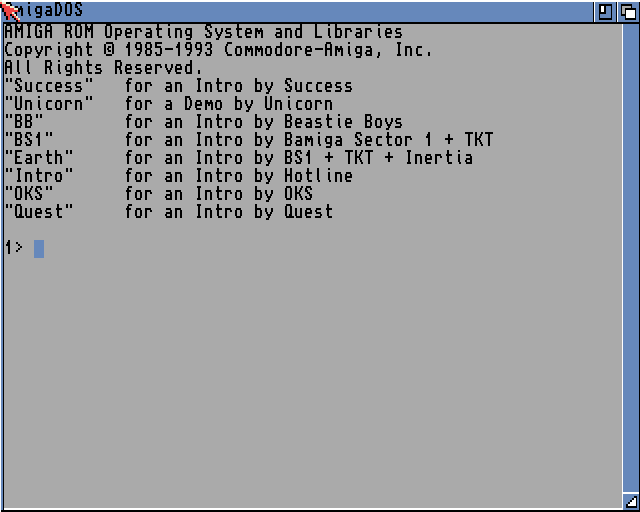 AmigaDOS
AMIGA ROM Operating System and Libraries
Copyright © 1985-1993 Commodore-Amiga, Inc.
All Rights Reserved.
"Success"   for an Intro by Success
"Unicorn"   for a Demo by Unicorn
"BB"        for an Intro by Beastie Boys
"BS1"       for an Intro by Bamiga Sector 1 + TKT
"Earth"     for an Intro by BS1 + TKT + Inertia
"Intro"     for an Intro by Hotline
"OKS"       for an Intro by OKS
"Quest"     for an Intro by Quest
1>